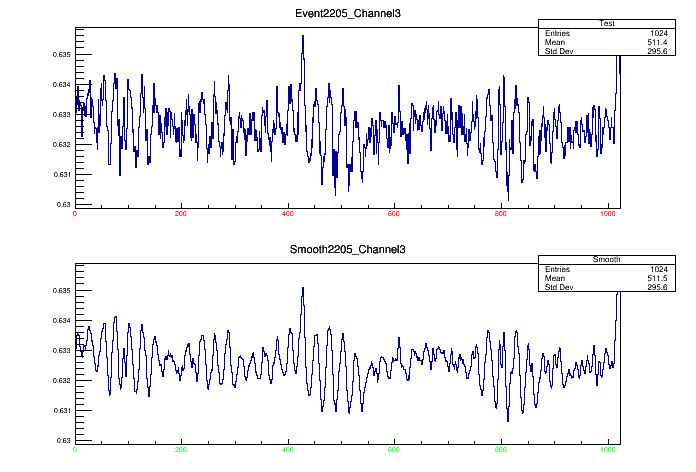 Event2205_Channel3
Test
Entries 1024
Mean 511.4
Std Dev 295.6
0.635
0.634
0.633
0.632
0.631
0.63
0 200 400 600 800 1000
Smooth2205_Channel3
Smooth
Entries 1024
Mean 511.5
Std Dev 295.6
0.635
0.634
0.633
0.632
0.631
0.63
0 200 400 600 800 1000